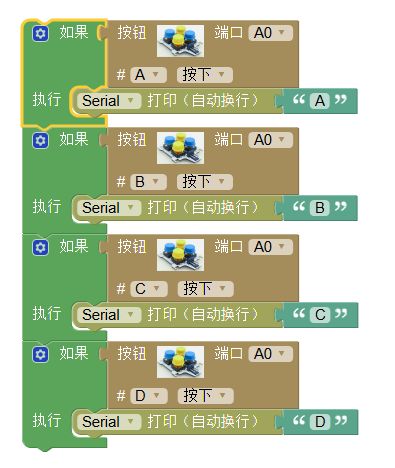 如果 按钮 端口 A0
# A 按下
执行 Serial 打印（自动换行） “ A ”
如果 按钮 端口 A0
# B 按下
执行 Serial 打印（自动换行） “ B ”
如果 按钮 端口 A0
# C 按下
执行 Serial 打印（自动换行） “ C ”
如果 按钮 端口 A0
# D 按下
执行 Serial 打印（自动换行） “ D ”